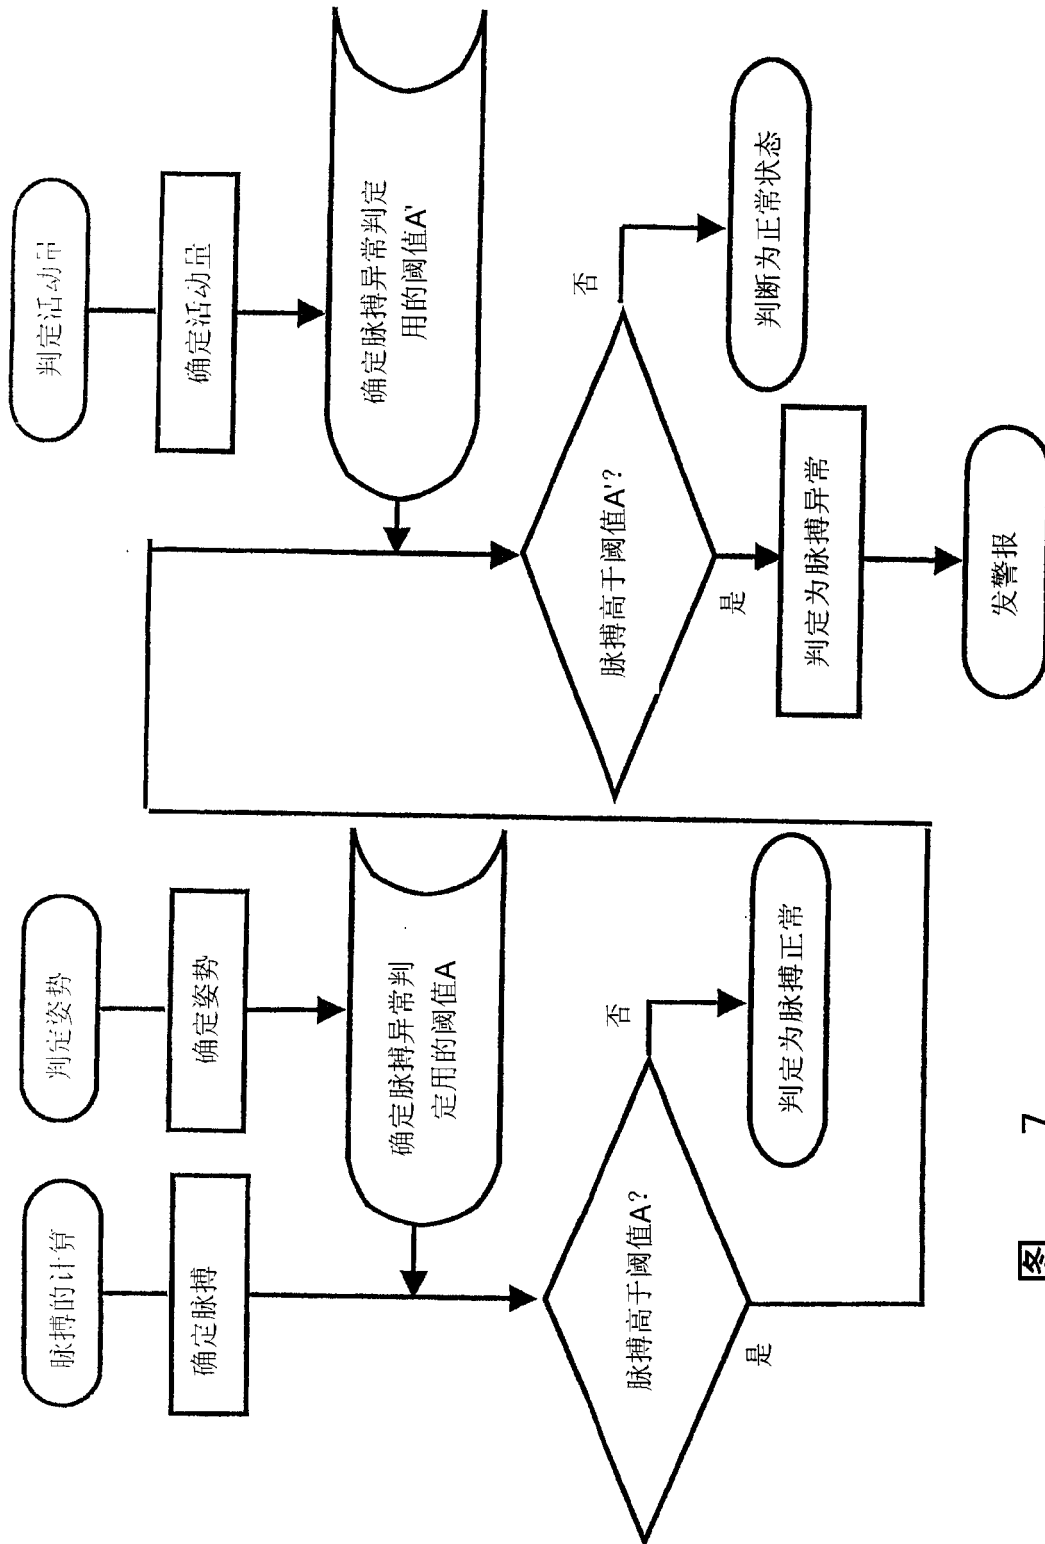 脉搏的计算
确定脉搏
判定姿势
确定姿势
确定脉搏异常判
定用的阈值A
脉搏高于阈值A?
否
是
判定为脉搏正常
判定活动量
确定活动量
确定脉搏异常判定
用的阈值A'
脉搏高于阈值A'?
否
是
判断为正常状态
判定为脉搏异常
发警报
图 7